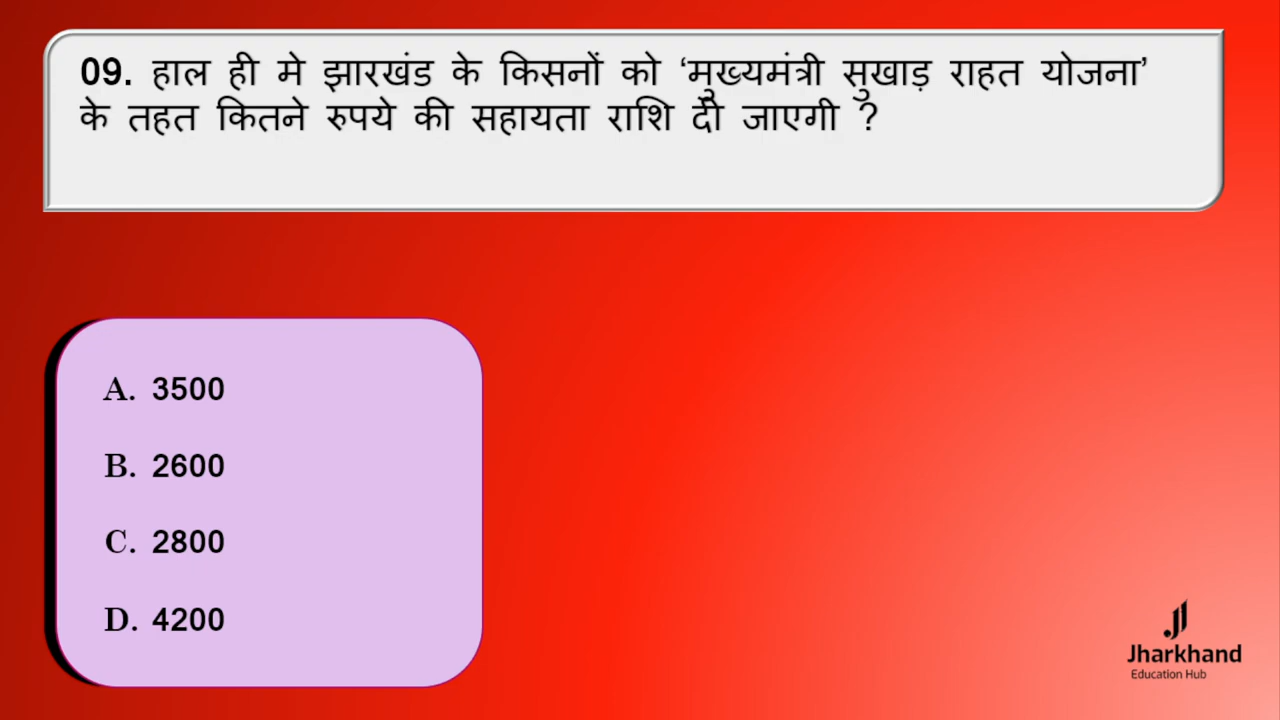 09. हाल ही मे झारखंड के किसनों को ‘मुख्यमंत्री सुखाड़ राहत योजना’
के तहत कितने रुपये की सहायता राशि दी जाएगी ?
A. 3500
B. 2600
C. 2800
D. 4200
Jharkhand
Education Hub